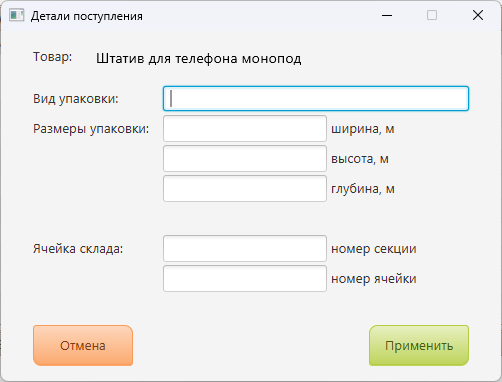 Детали поступления
Товар: Штатив для телефона монопод
Вид упаковки:
Размеры упаковки: ширина, м
высота, м
глубина, м
Ячейка склада: номер секции
номер ячейки
Отмена Применить